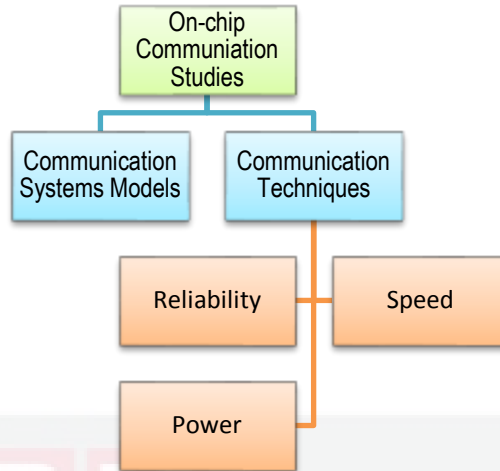 On-chip
Communiation
Studies
Communication
Systems Models
Communication
Techniques
Reliability
Speed
Power